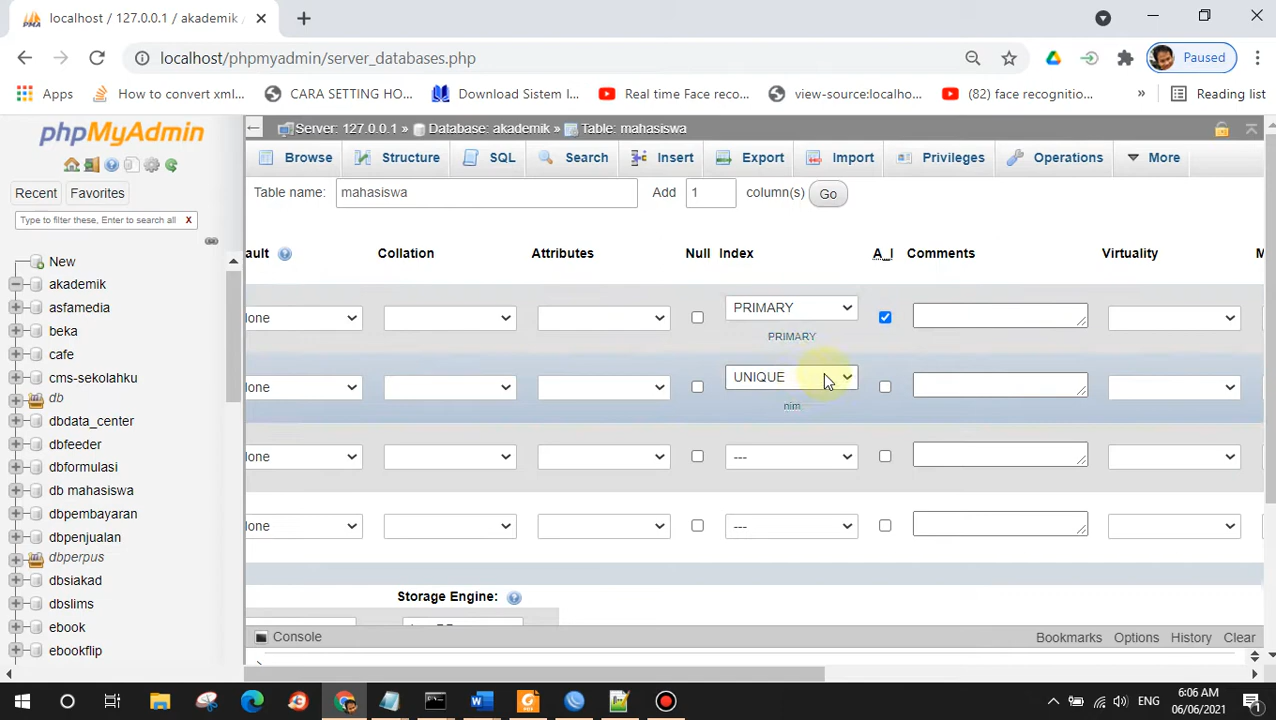 localhost / 127.0.0.1 / akademik
localhost/phpmyadmin/server_databases.php
Paused
Apps
How to convert xml...
CARA SETTING HO...
Download Sistem I...
Real time Face reco...
view-source:localho...
(82) face recognitio...
»
Reading list
phpMyAdmin
Server: 127.0.0.1 » Database: akademik » Table: mahasiswa
Browse
Structure
SQL
Search
Insert
Export
Import
Privileges
Operations
More
Recent
Favorites
Table name:
mahasiswa
Add
1
column(s)
Go
Type to filter these, Enter to search all
X
ault
Collation
Attributes
Null
Index
A_I
Comments
Virtuality
M
New
akademik
asfamedia
beka
cafe
cms-sekolahku
db
dbdata_center
dbfeeder
dbformulasi
db mahasiswa
dbpembayaran
dbpenjualan
dbperpus
dbsiakad
dbslims
ebook
ebookflip
lone
PRIMARY
PRIMARY
lone
UNIQUE
nim
lone
---
lone
---
Storage Engine:
Console
Bookmarks
Options
History
Clear
ENG
6:06 AM
06/06/2021